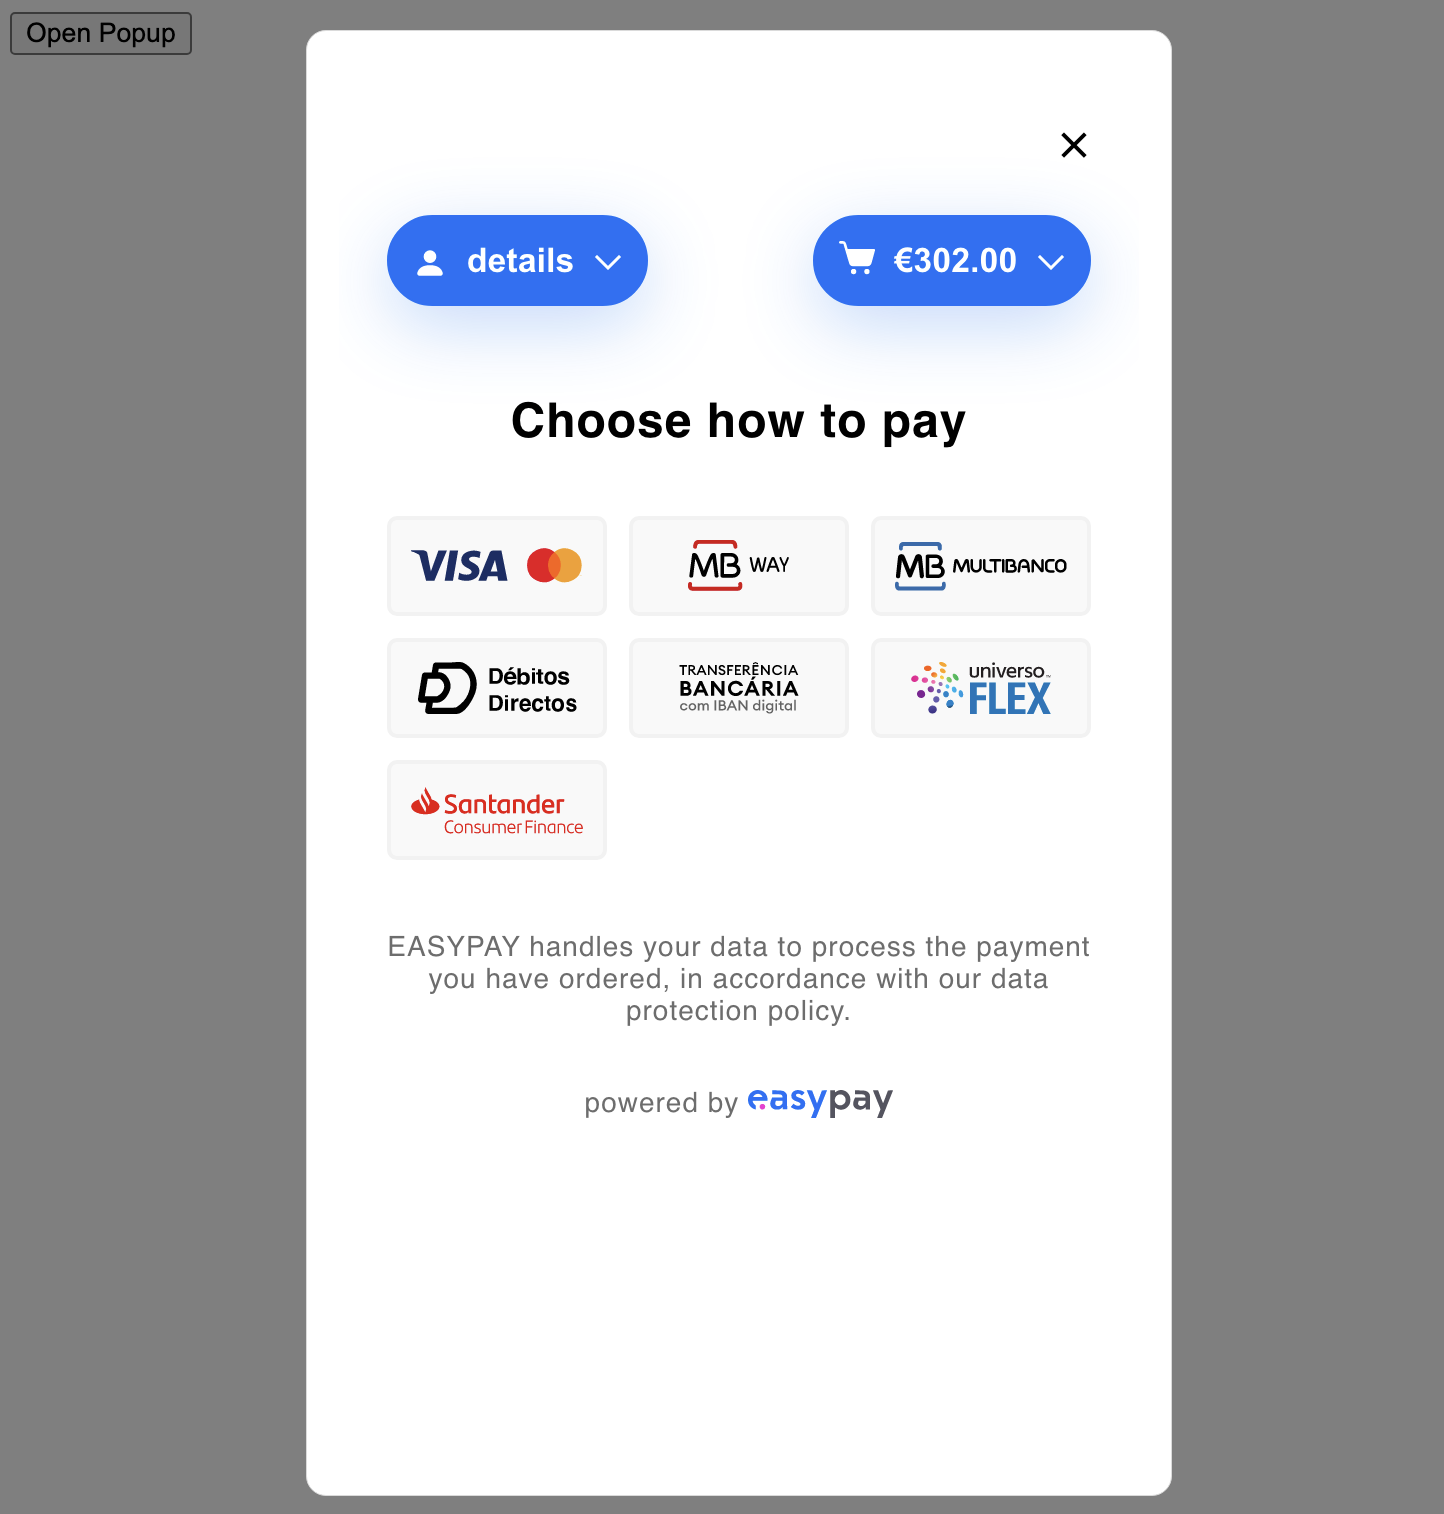 Open Popup
details
€302.00
Choose how to pay
VISA
MB WAY
MB MULTIBANCO
Débitos
Directos
TRANSFERÊNCIA
BANCÁRIA
com IBAN digital
universo™
FLEX
Santander
Consumer Finance
EASYPAY handles your data to process the payment
you have ordered, in accordance with our data
protection policy.
powered by easypay